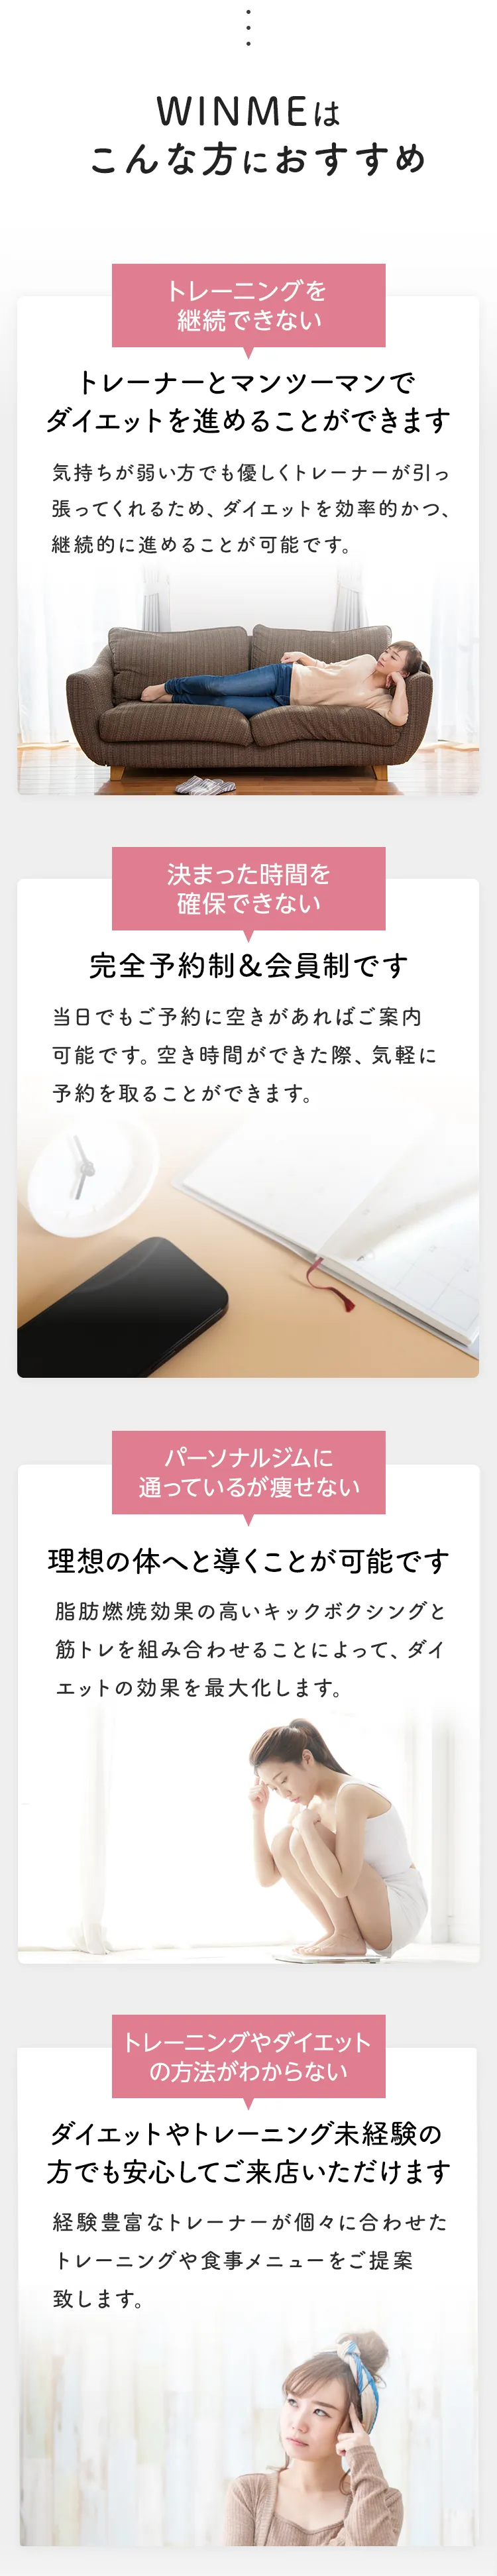 WINMEは
こんな方におすすめ
トレーニングを
継続できない
トレーナーとマンツーマンで
ダイエットを進めることができます
気持ちが弱い方でも優しくトレーナーが引っ
張ってくれるため、ダイエットを効率的かつ、
継続的に進めることが可能です。
決まった時間を
確保できない
完全予約制&会員制です
当日でもご予約に空きがあればご案内
可能です。空き時間ができた際、気軽に
予約を取ることができます。
パーソナルジムに
通っているが痩せない
理想の体へと導くことが可能です
脂肪燃焼効果の高いキックボクシングと
筋トレを組み合わせることによって、ダイ
エットの効果を最大化します。
トレーニングやダイエット
の方法がわからない
ダイエットやトレーニング未経験の
方でも安心してご来店いただけます
経験豊富なトレーナーが個々に合わせた
トレーニングや食事メニューをご提案
致します。